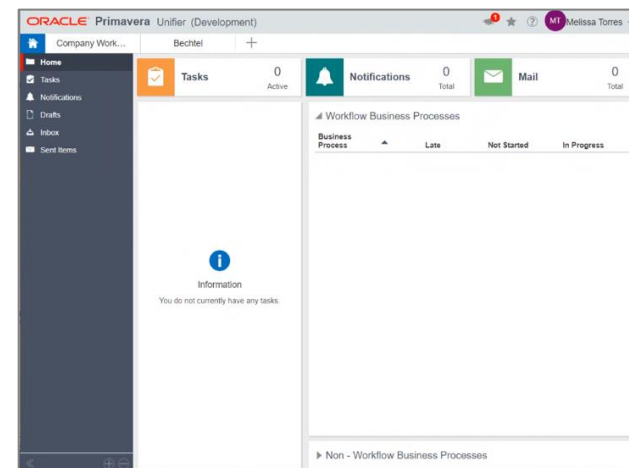 ORACLE Primavera Unifier (Development)
1
?
MT Melissa Torres
Company Work...
Bechtel
+
Home
Tasks
Notifications
Drafts
Inbox
Sent Items
Tasks
0
Active
Notifications
0
Total
Mail
0
Total
Workflow Business Processes
Business
Process
Late
Not Started
In Progress
Information
You do not currently have any tasks.
Non - Workflow Business Processes